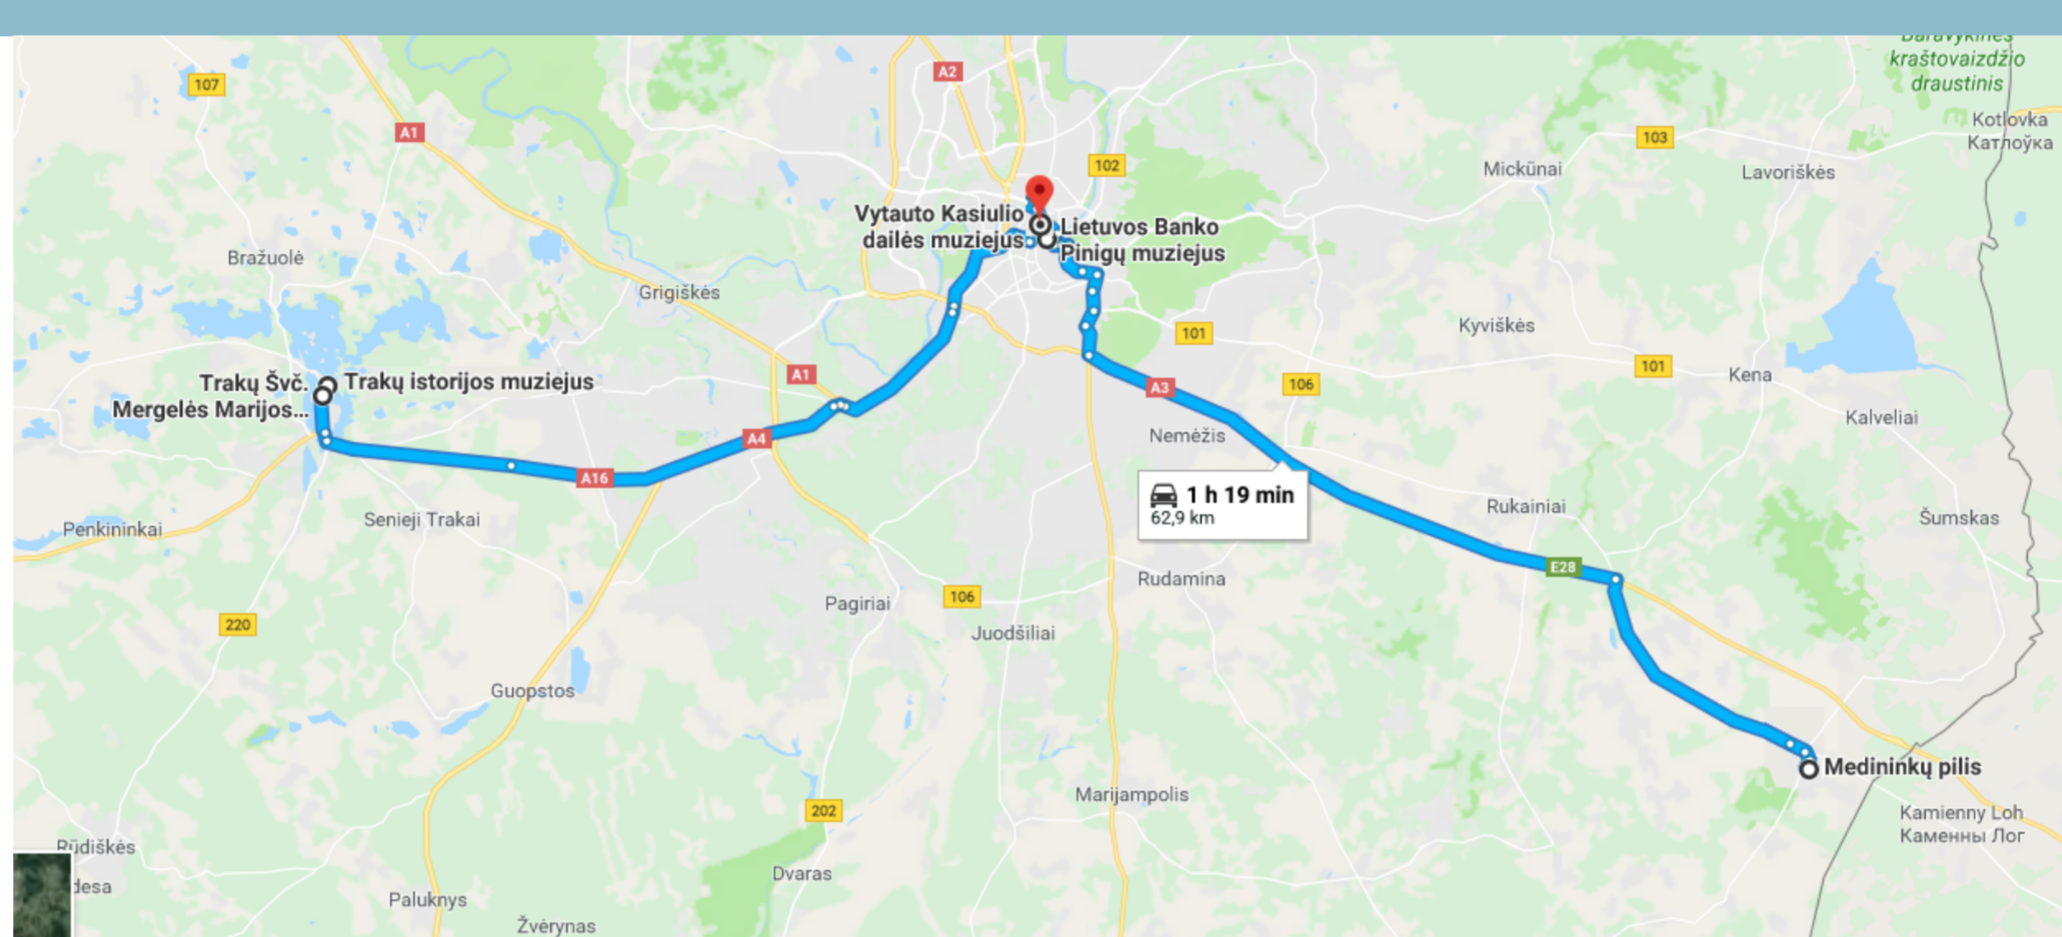 Baravykinės
kraštovaizdžio
draustinis
107
A2
Kotlovka
A1
103
Катлоўка
102
Mickūnai
Lavoriškės
Vytauto Kasiulio
dailės muziejus
Lietuvos Banko
Pinigų muziejus
Bražuolė
Grigiškės
Kyviškės
101
101
Kena
A1
106
A3
Trakų Švč.
Mergelės Marijos...
Trakų istorijos muziejus
Kalveliai
Nemėžis
A4
A16
1 h 19 min
62,9 km
Rukainiai
Šumskas
Senieji Trakai
Penkininkai
E28
Rudamina
Pagiriai
106
Juodšiliai
220
Guopstos
Medininkų pilis
Marijampolis
202
Kamienny Loh
Каменны Лог
Rūdiškės
Dvaras
desa
Paluknys
Žvėrynas